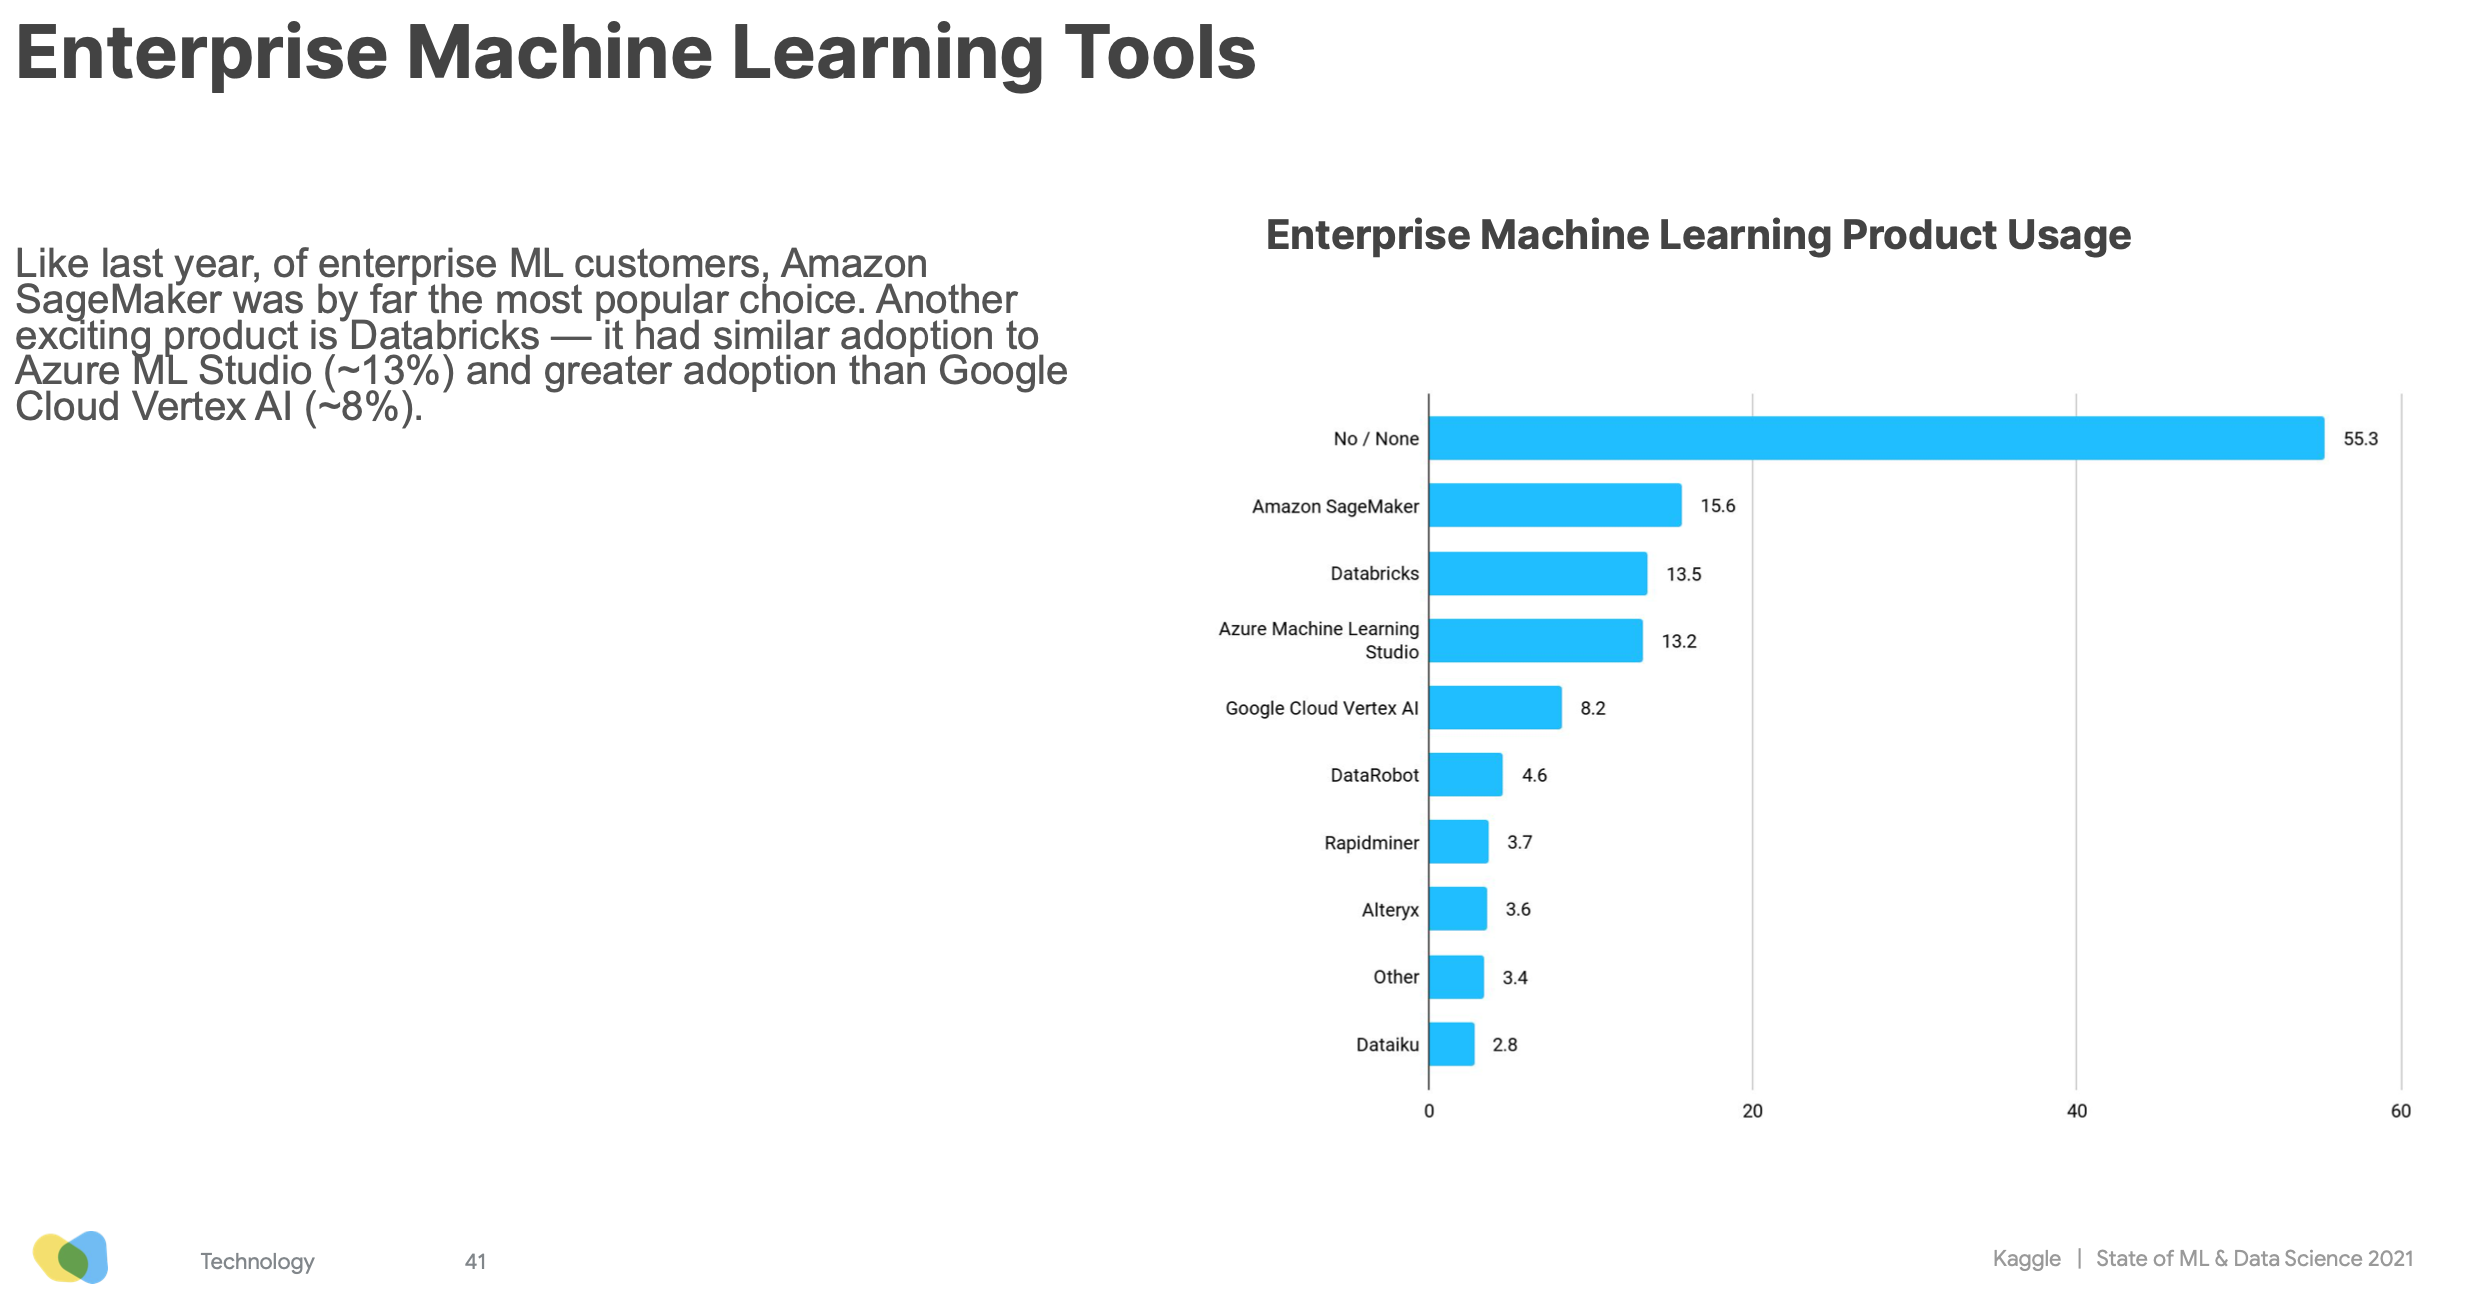 Enterprise Machine Learning Tools
Like last year, of enterprise ML customers, Amazon
SageMaker was by far the most popular choice. Another
exciting product is Databricks — it had similar adoption to
Azure ML Studio (~13%) and greater adoption than Google
Cloud Vertex AI (~8%).
Enterprise Machine Learning Product Usage
No / None 55.3
Amazon SageMaker 15.6
Databricks 13.5
Azure Machine Learning
Studio 13.2
Google Cloud Vertex AI 8.2
DataRobot 4.6
Rapidminer 3.7
Alteryx 3.6
Other 3.4
Dataiku 2.8
0 20 40 60
Technology 41
Kaggle | State of ML & Data Science 2021